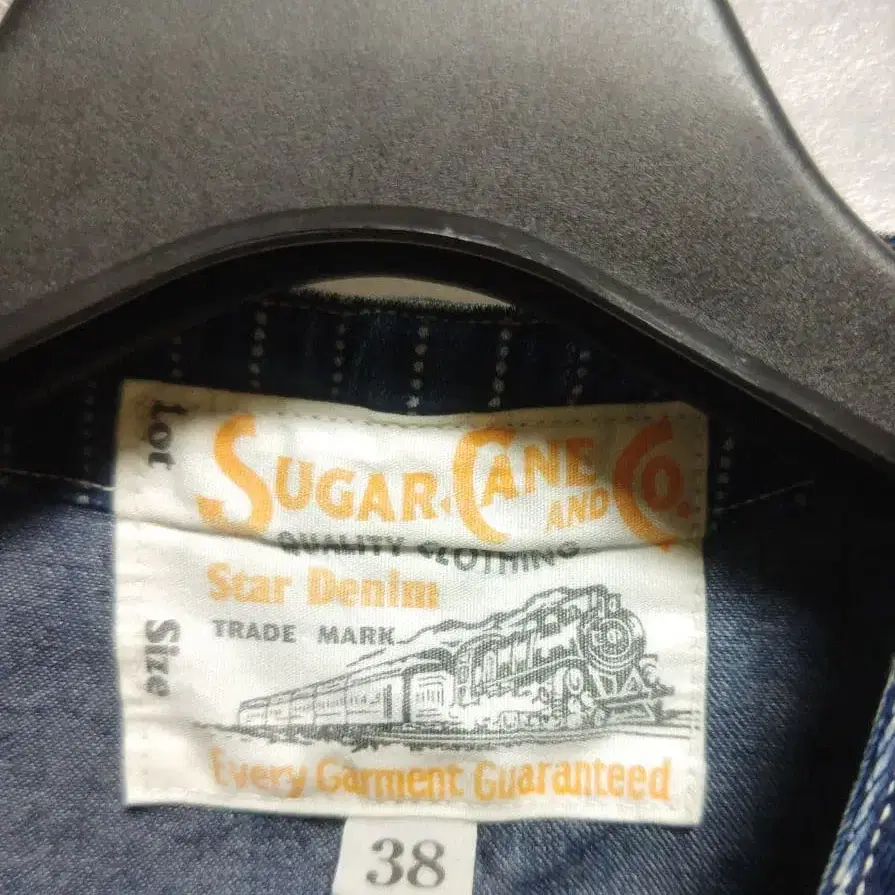 Lot
SUGAR CANE AND CO.
QUALITY CLOTHING
Star Denim
TRADE MARK
Size
Every Garment Guaranteed
38